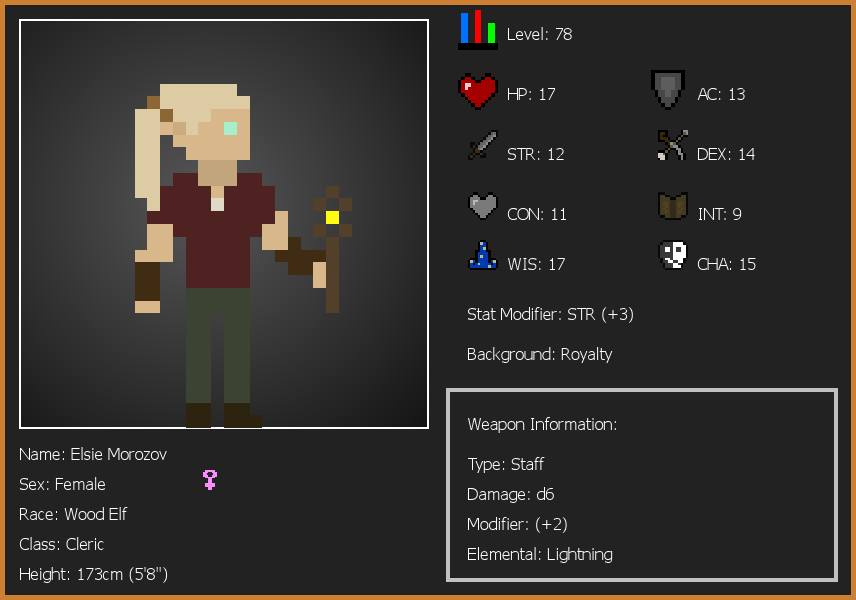 Level: 78
HP: 17
AC: 13
STR: 12
DEX: 14
CON: 11
INT: 9
WIS: 17
CHA: 15
Stat Modifier: STR (+3)
Background: Royalty
Weapon Information:
Type: Staff
Damage: d6
Modifier: (+2)
Elemental: Lightning
Name: Elsie Morozov
Sex: Female
Race: Wood Elf
Class: Cleric
Height: 173cm (5'8")